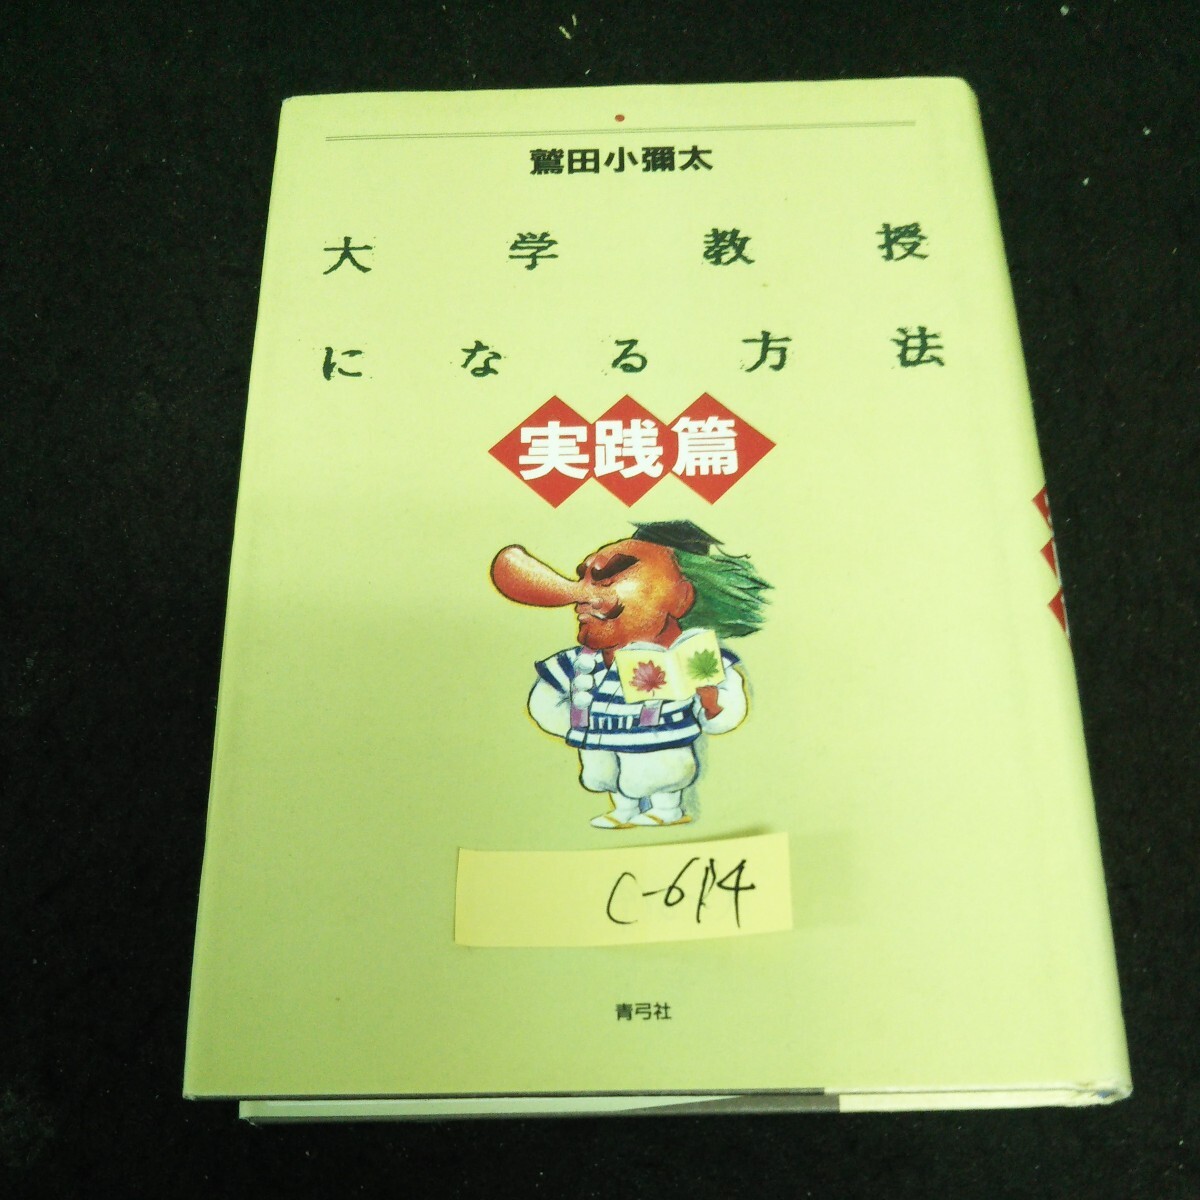 鷲田小彌太
大学教授
になる方法
実践篇
C-614
青弓社